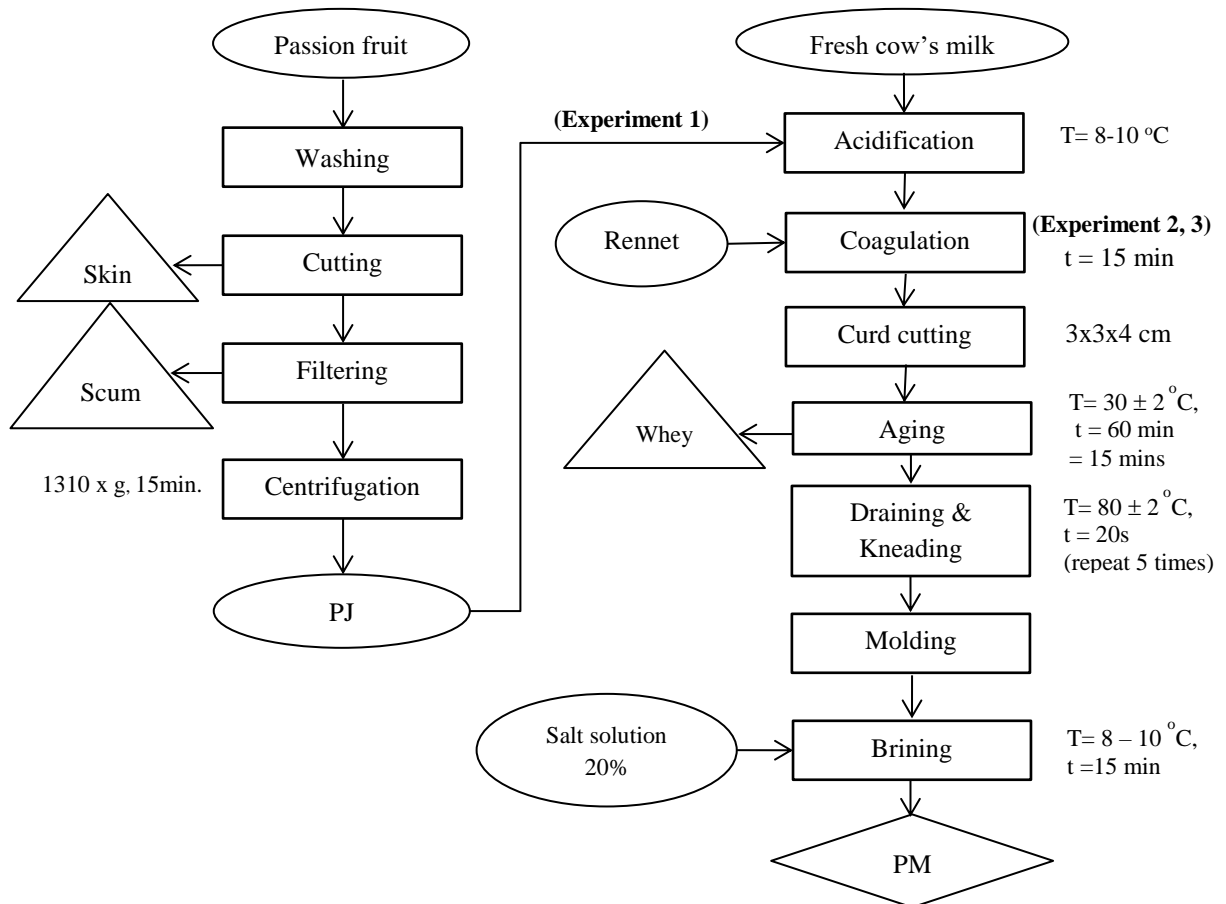 Passion fruit
Washing
Cutting
Skin
Filtering
Scum
1310 x g, 15min.
Centrifugation
PJ
(Experiment 1)
Fresh cow's milk
Acidification
T= 8-10 °C
Rennet
Coagulation
(Experiment 2, 3)
t = 15 min
Curd cutting
3x3x4 cm
Whey
Aging
T= 30 ± 2 °C,
t = 60 min
= 15 mins
Draining &
Kneading
T= 80 ± 2 °C,
t = 20s
(repeat 5 times)
Molding
Salt solution
20%
Brining
T= 8 – 10 °C,
t =15 min
PM